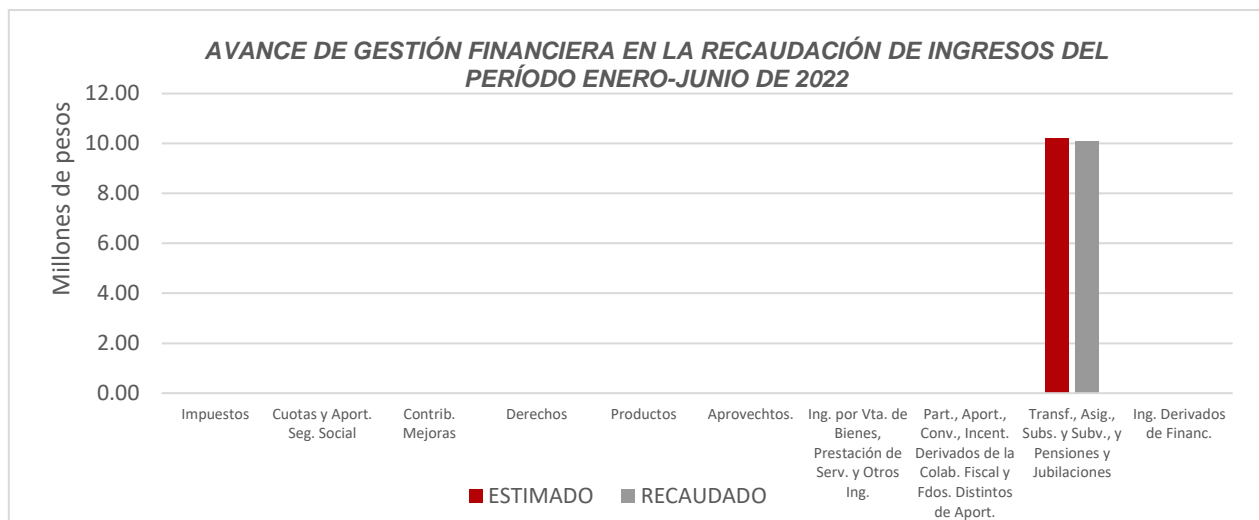 AVANCE DE GESTIÓN FINANCIERA EN LA RECAUDACIÓN DE INGRESOS DEL
PERÍODO ENERO-JUNIO DE 2022
Millones de pesos
12.00
10.00
8.00
6.00
4.00
2.00
0.00
Impuestos
Cuotas y Aport.
Seg. Social
Contrib.
Mejoras
Derechos
Productos
Aprovechtos.
Ing. por Vta. de
Bienes,
Prestación de
Serv. y Otros
Ing.
Part., Aport.,
Conv., Incent.
Derivados de la
Colab. Fiscal y
Fdos. Distintos
de Aport.
Transf., Asig.,
Subs. y Subv., y
Pensiones y
Jubilaciones
Ing. Derivados
de Financ.
ESTIMADO
RECAUDADO